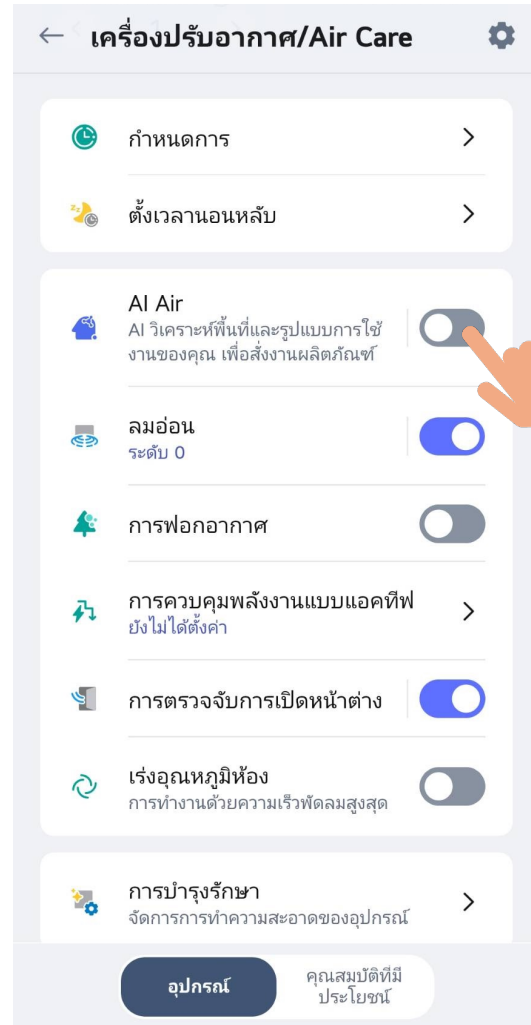 เครื่องปรับอากาศ/Air Care
กำหนดการ
ตั้งเวลานอนหลับ
AI Air
AI วิเคราะห์พื้นที่และรูปแบบการใช้
งานของคุณ เพื่อสั่งงานผลิตภัณฑ์
ลมอ่อน
ระดับ 0
การฟอกอากาศ
การควบคุมพลังงานแบบแอคทีฟ
ยังไม่ได้ตั้งค่า
การตรวจจับการเปิดหน้าต่าง
เร่งอุณหภูมิห้อง
การทำงานด้วยความเร็วพัดลมสูงสุด
การบำรุงรักษา
จัดการการทำความสะอาดของอุปกรณ์
อุปกรณ์
คุณสมบัติที่มี
ประโยชน์